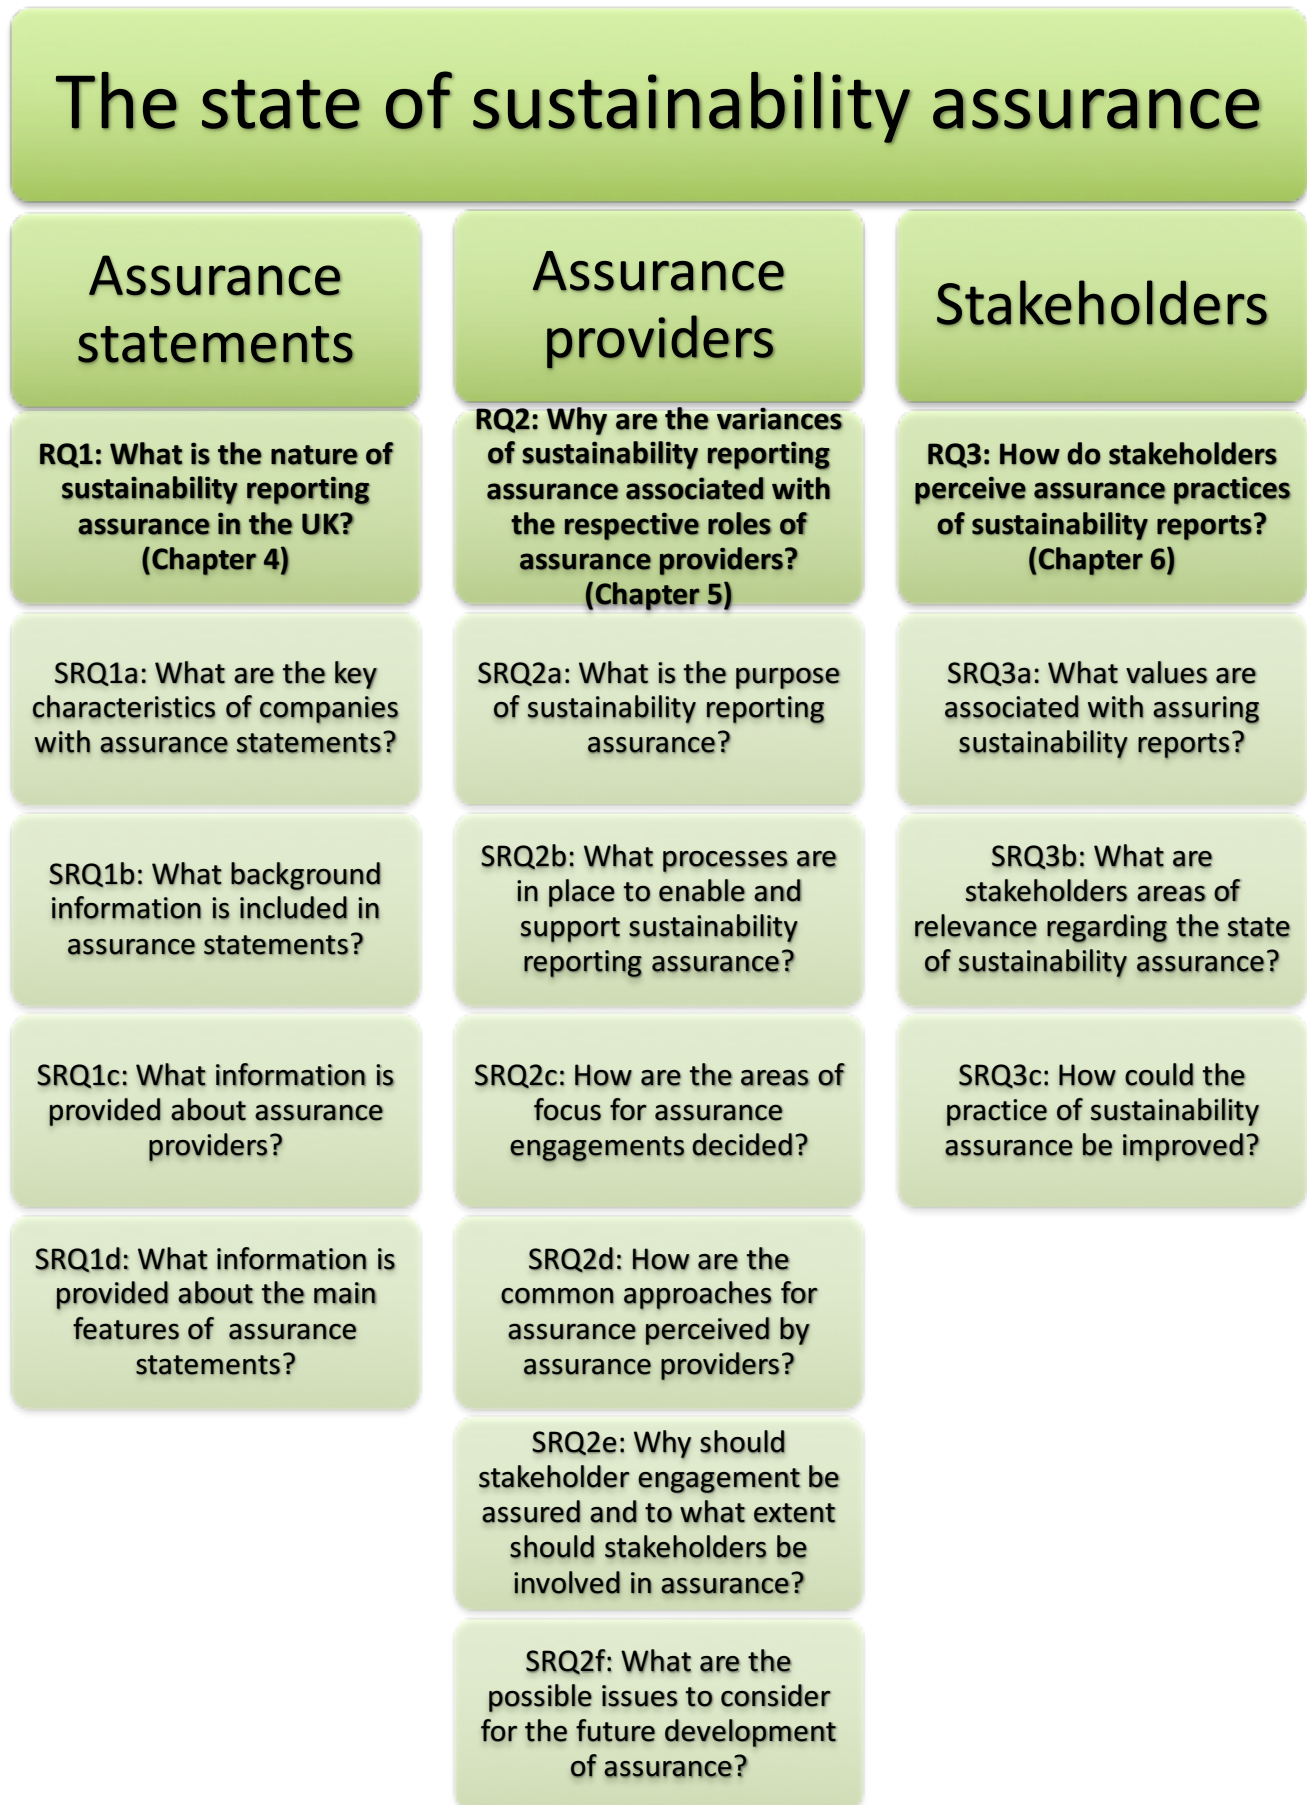 The state of sustainability assurance
Assurance
statements
RQ1: What is the nature of
sustainability reporting
assurance in the UK?
(Chapter 4)
SRQ1a: What are the key
characteristics of companies
with assurance statements?
SRQ1b: What background
information is included in
assurance statements?
SRQ1c: What information is
provided about assurance
providers?
SRQ1d: What information is
provided about the main
features of  assurance
statements?
Assurance
providers
RQ2: Why are the variances
of sustainability reporting
assurance associated with
the respective roles of
assurance providers?
(Chapter 5)
SRQ2a: What is the purpose
of sustainability reporting
assurance?
SRQ2b: What processes are
in place to enable and
support sustainability
reporting assurance?
SRQ2c: How are the areas of
focus for assurance
engagements decided?
SRQ2d: How are the
common approaches for
assurance perceived by
assurance providers?
SRQ2e: Why should
stakeholder engagement be
assured and to what extent
should stakeholders be
involved in assurance?
SRQ2f: What are the
possible issues to consider
for the future development
of assurance?
Stakeholders
RQ3: How do stakeholders
perceive assurance practices
of sustainability reports?
(Chapter 6)
SRQ3a: What values are
associated with assuring
sustainability reports?
SRQ3b: What are
stakeholders areas of
relevance regarding the state
of sustainability assurance?
SRQ3c: How could the
practice of sustainability
assurance be improved?